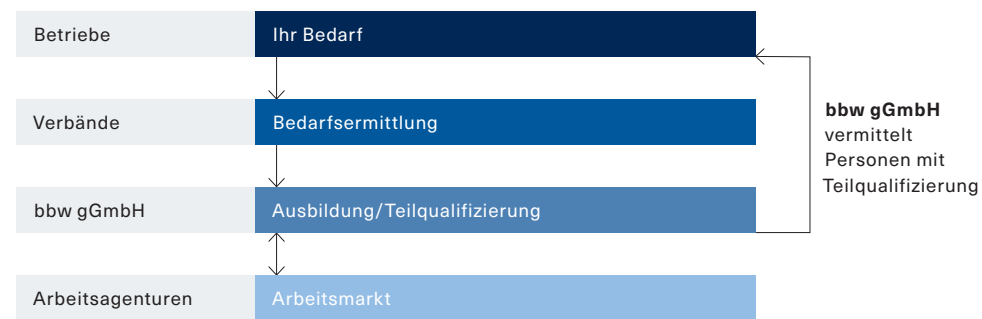 Betriebe
Ihr Bedarf
Verbände
Bedarfsermittlung
bbw gGmbH
Ausbildung/Teilqualifizierung
Arbeitsagenturen
Arbeitsmarkt
bbw gGmbH
vermittelt
Personen mit
Teilqualifizierung